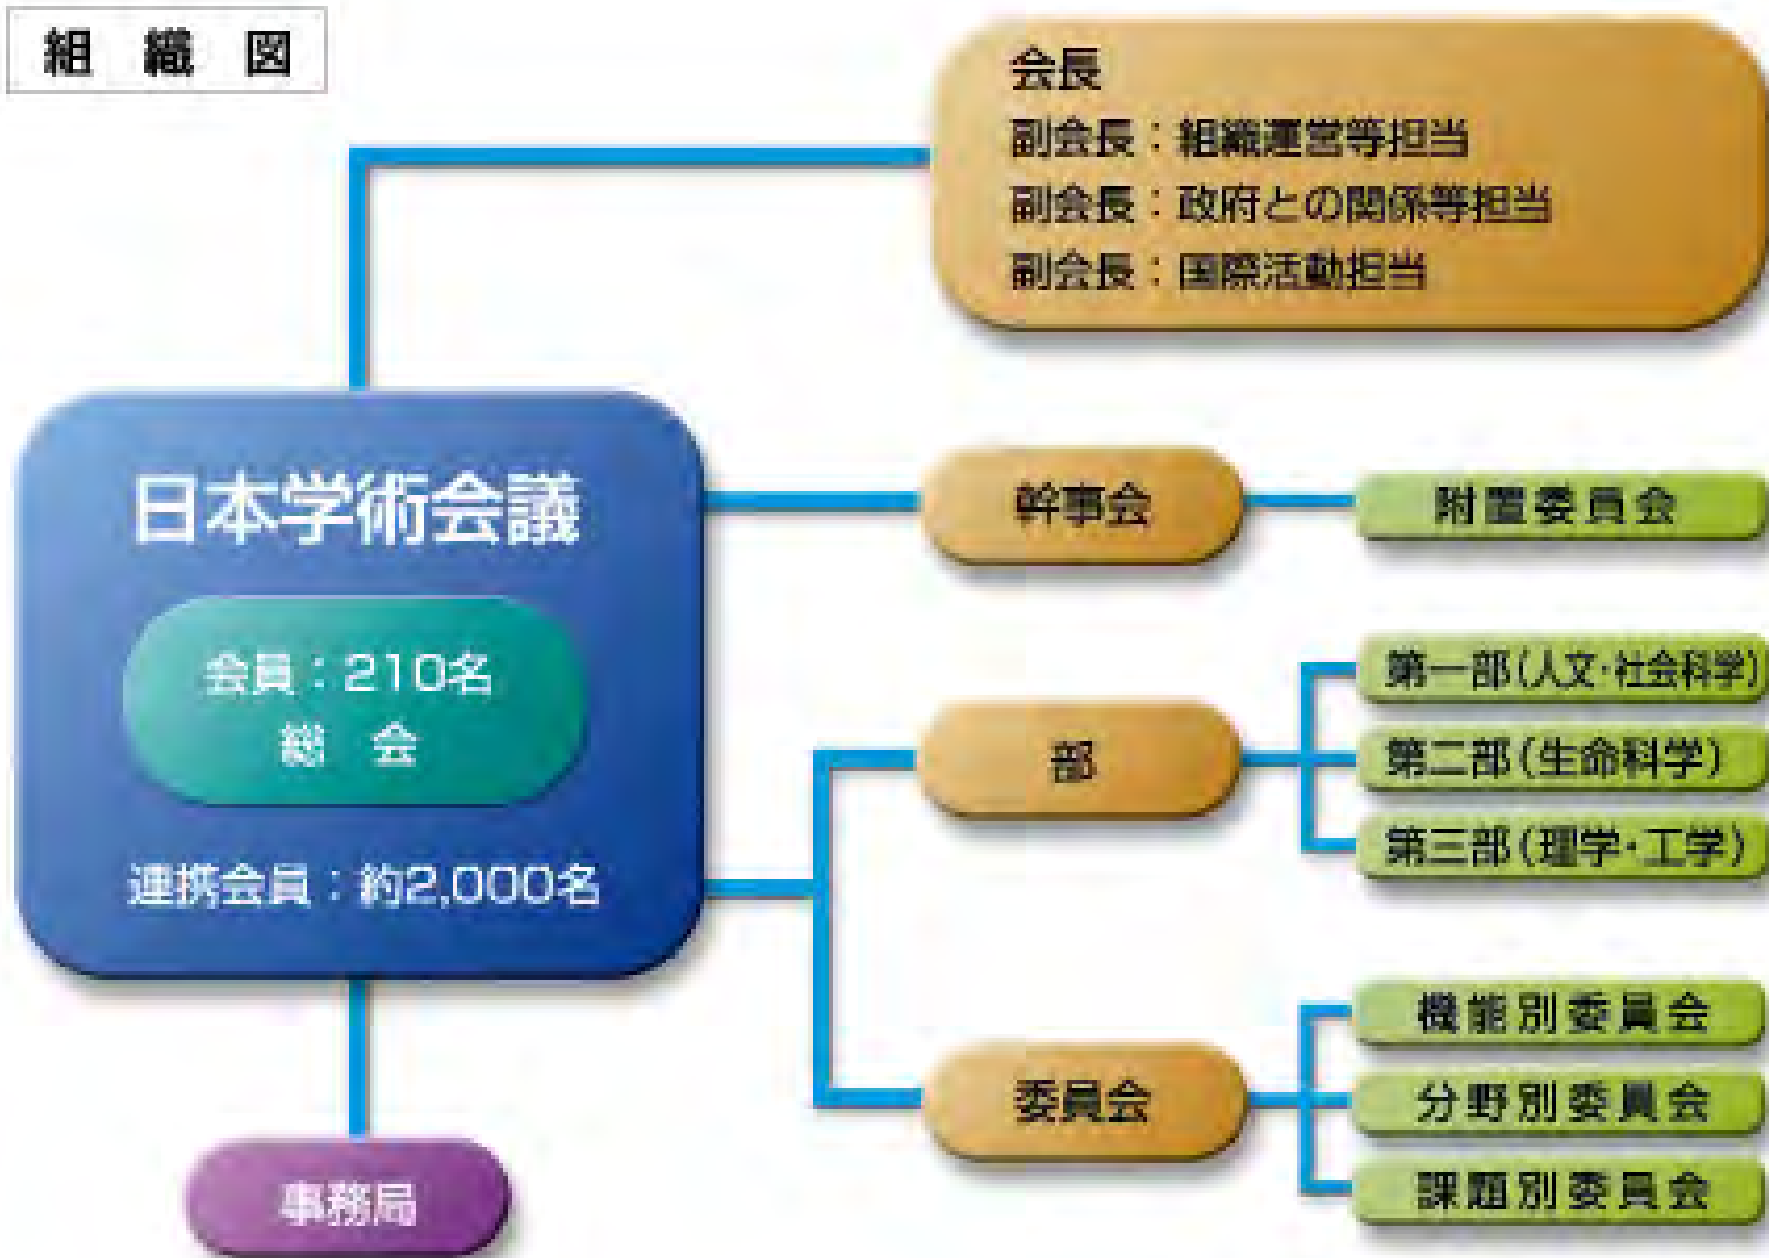 組 織 図
会長
副会長：組織運営等担当
副会長：政府との関係等担当
副会長：国際活動担当
日本学術会議
会員：210名
総 会
連携会員：約2,000名
事務局
幹事会
附置委員会
部
第一部(人文・社会科学)
第二部(生命科学)
第三部(理学・工学)
委員会
機能別委員会
分野別委員会
課題別委員会